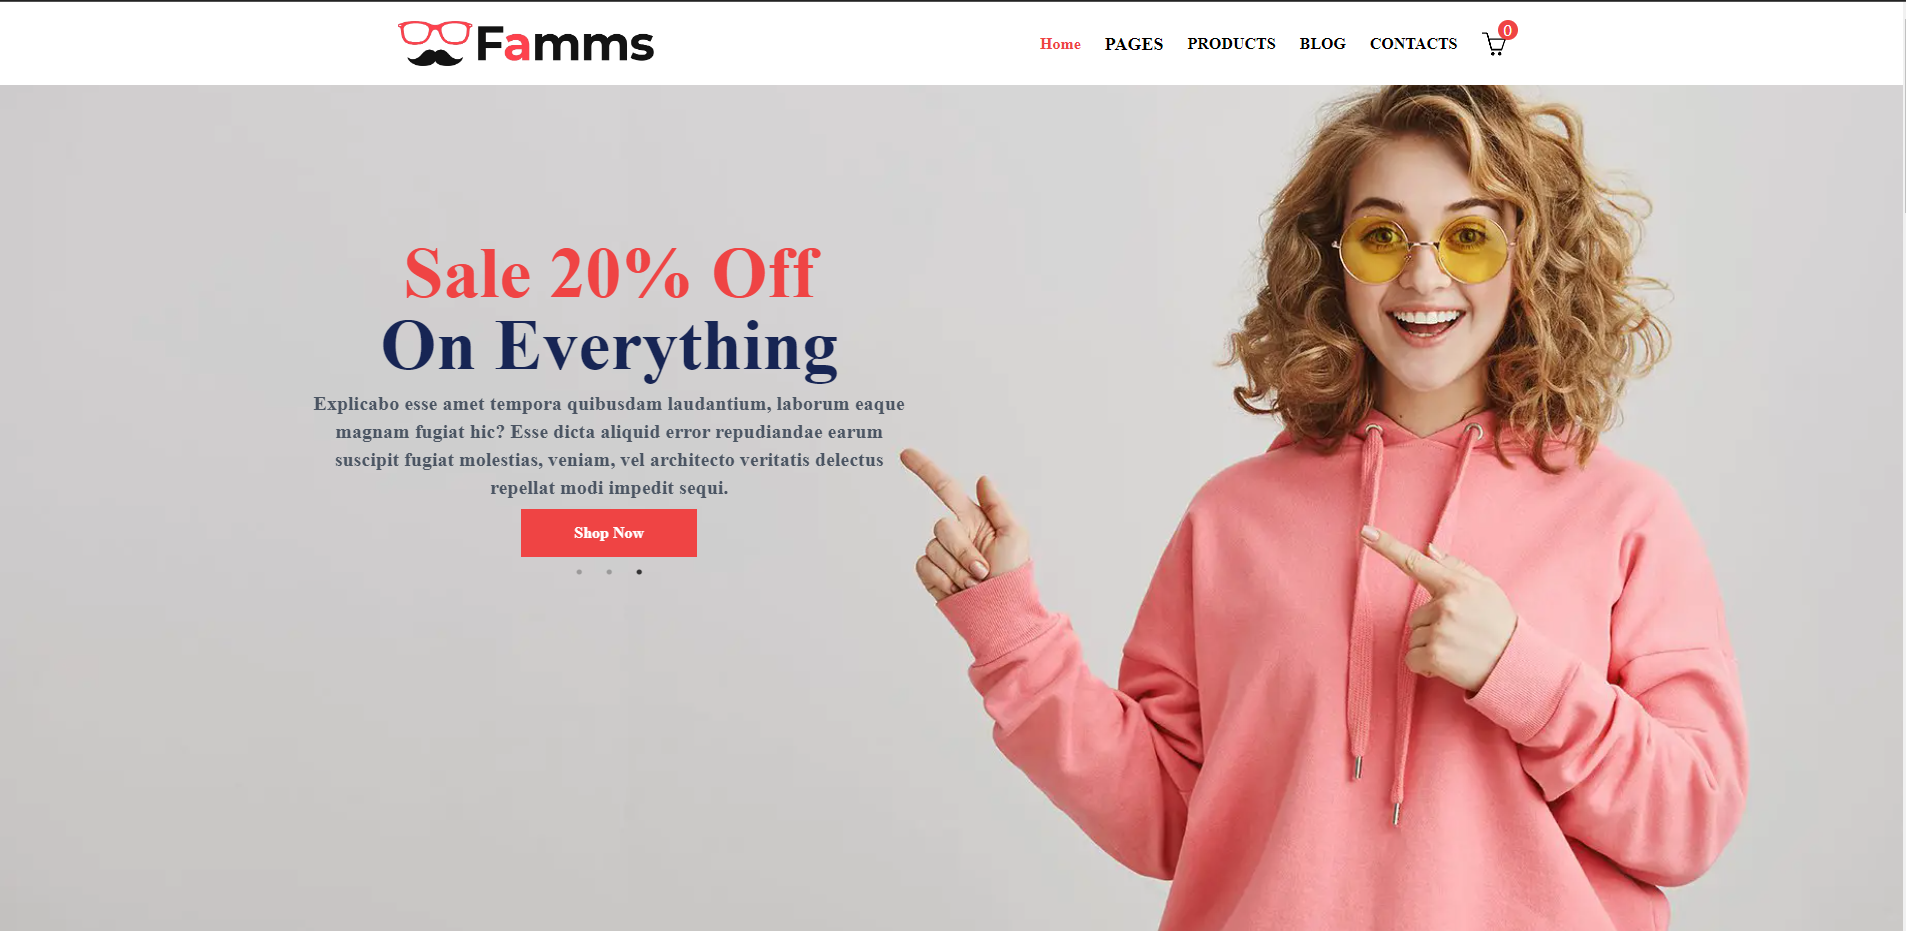 Famms
Home PAGES PRODUCTS BLOG CONTACTS 0
Sale 20% Off
On Everything
Explicabo esse amet tempora quibusdam laudantium, laborum eaque
magnam fugiat hic? Esse dicta aliquid error repudiandae earum
suscipit fugiat molestias, veniam, vel architecto veritatis delectus
repellat modi impedit sequi.
Shop Now